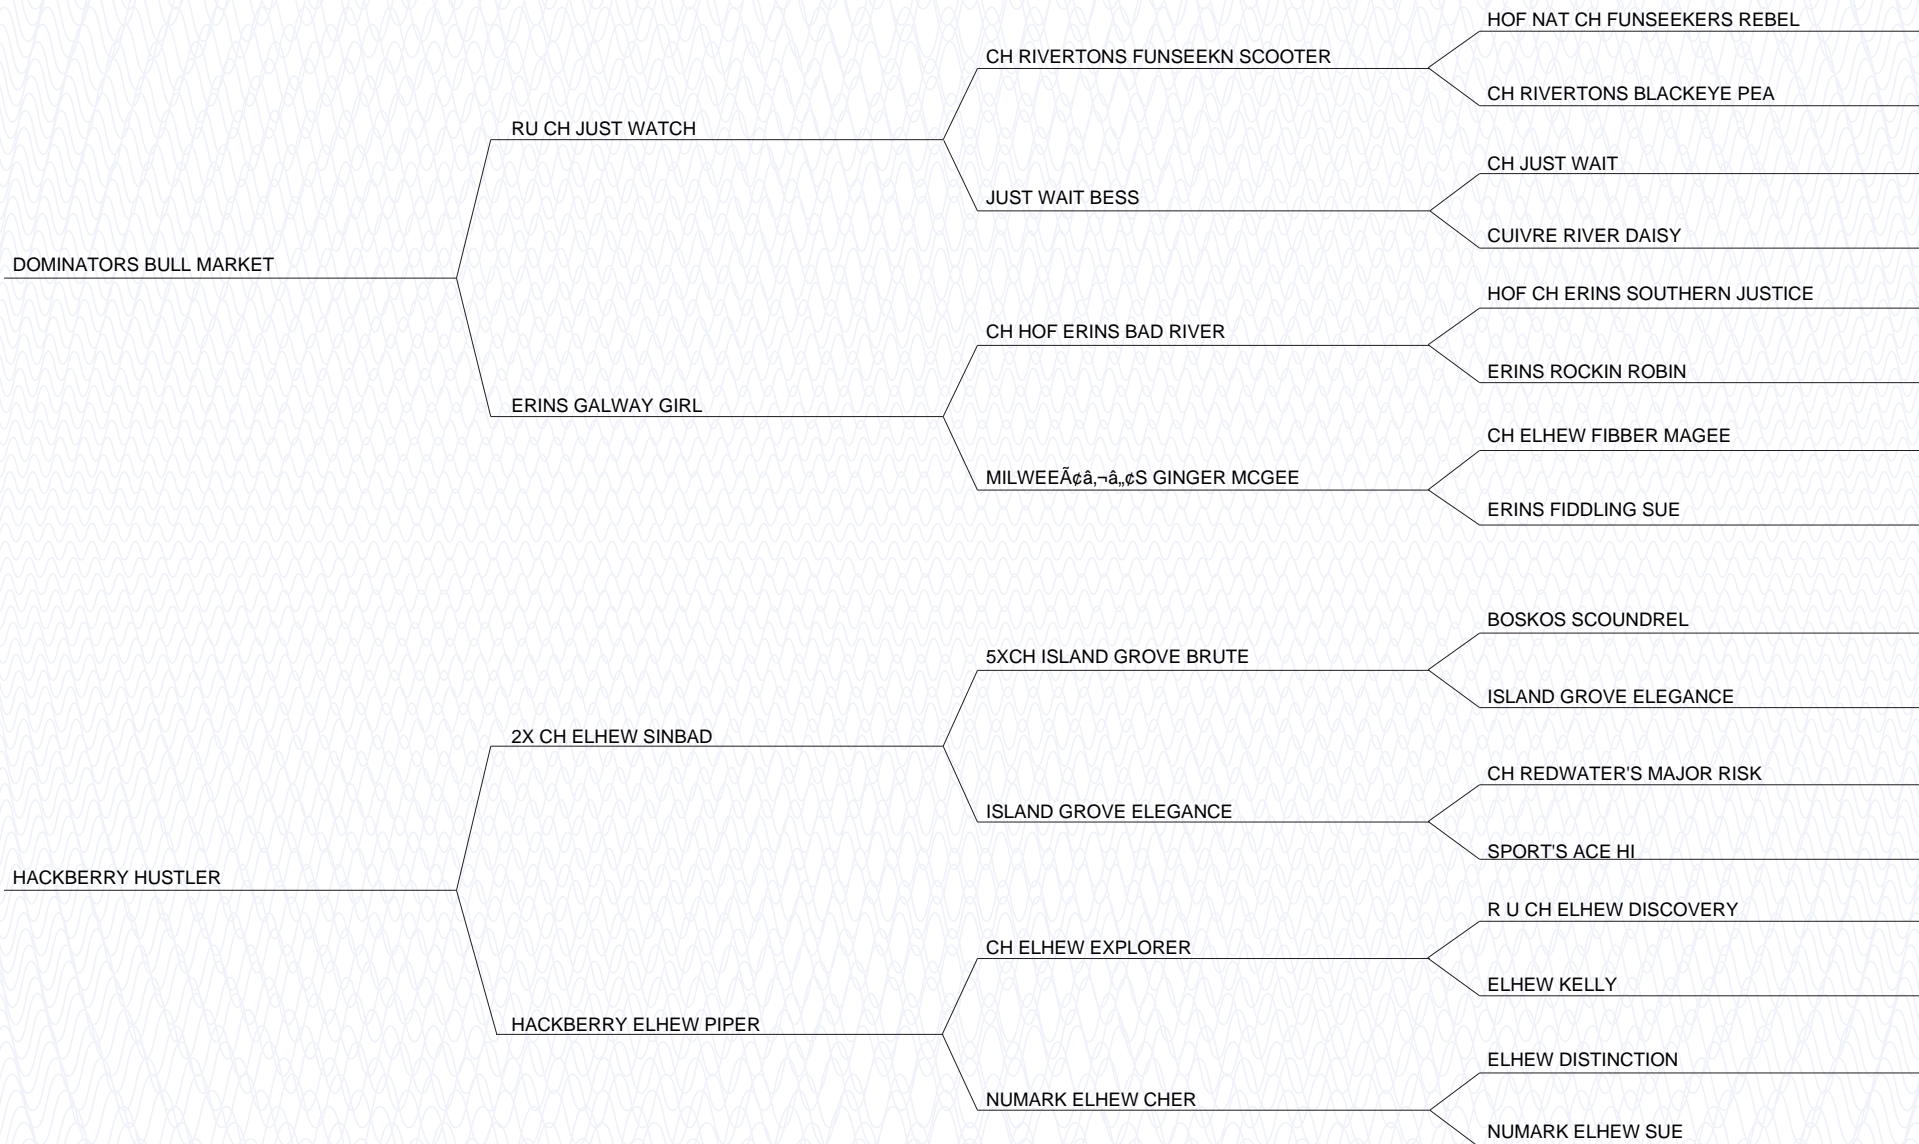 HOF NAT CH FUNSEEKERS REBEL
CH RIVERTONS FUNSEEKN SCOOTER
CH RIVERTONS BLACKEYE PEA
RU CH JUST WATCH
CH JUST WAIT
JUST WAIT BESS
CUIVRE RIVER DAISY
DOMINATORS BULL MARKET
HOF CH ERINS SOUTHERN JUSTICE
CH HOF ERINS BAD RIVER
ERINS ROCKIN ROBIN
ERINS GALWAY GIRL
CH ELHEW FIBBER MAGEE
MILWEEÃ¢â‚¬â„¢S GINGER MCGEE
ERINS FIDDLING SUE
BOSKOS SCOUNDREL
5XCH ISLAND GROVE BRUTE
ISLAND GROVE ELEGANCE
2X CH ELHEW SINBAD
CH REDWATER'S MAJOR RISK
ISLAND GROVE ELEGANCE
SPORT'S ACE HI
HACKBERRY HUSTLER
R U CH ELHEW DISCOVERY
CH ELHEW EXPLORER
ELHEW KELLY
HACKBERRY ELHEW PIPER
ELHEW DISTINCTION
NUMARK ELHEW CHER
NUMARK ELHEW SUE